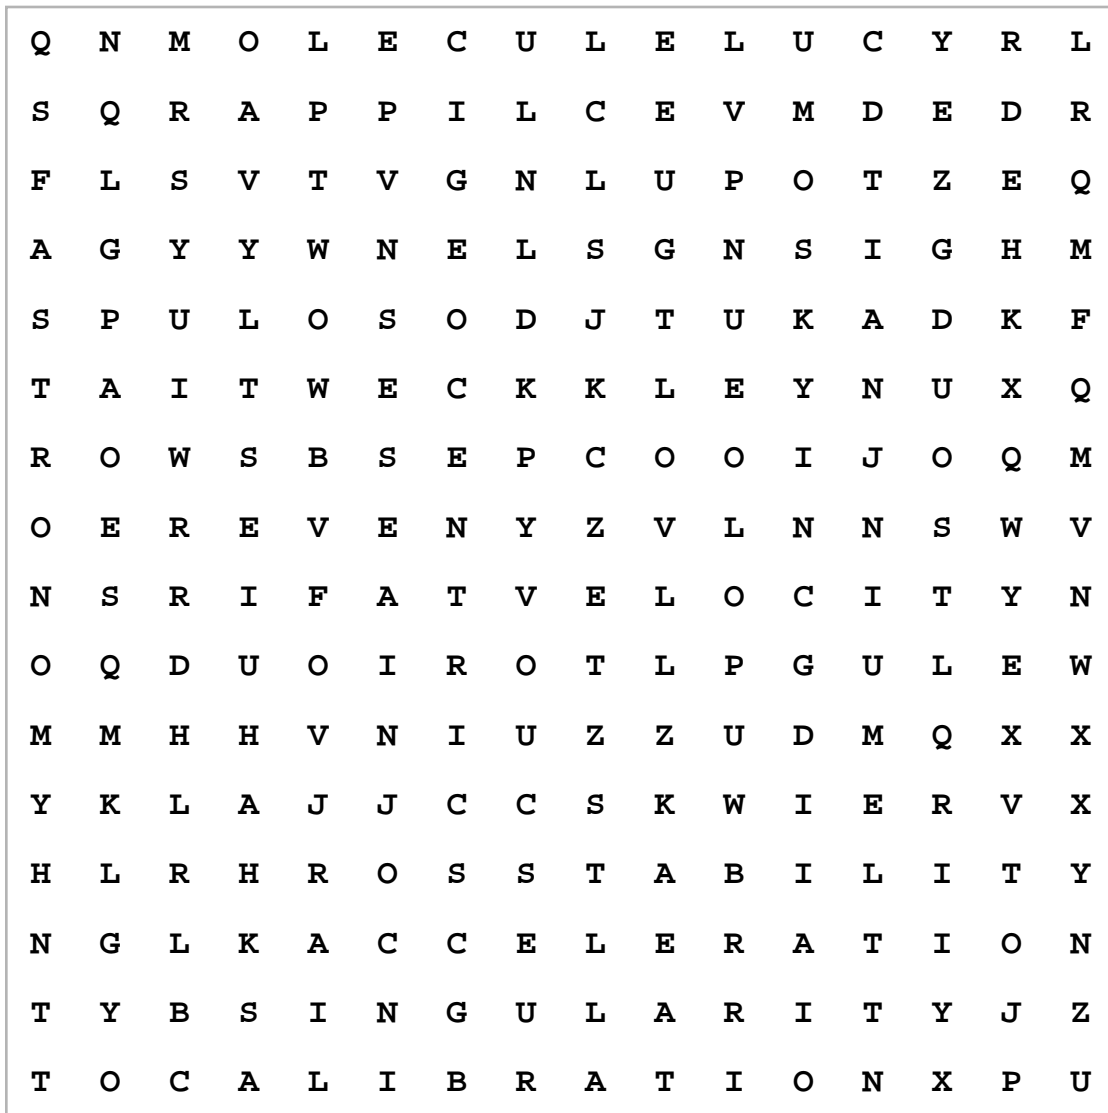 Q N M O L E C U L E L U C Y R L
S Q R A P P I L C E V M D E D R
F L S V T V G N L U P O T Z E Q
A G Y Y W N E L S G N S I G H M
S P U L O S O D J T U K A D K F
T A I T W E C K K L E Y N U X Q
R O W S B S E P C O O I J O Q M
O E R E V E N Y Z V L N N S W V
N S R I F A T V E L O C I T Y N
O Q D U O I R O T L P G U L E W
M M H H V N I U Z Z U D M Q X X
Y K L A J J C C S K W I E R V X
H L R H R O S S T A B I L I T Y
N G L K A C C E L E R A T I O N
T Y B S I N G U L A R I T Y J Z
T O C A L I B R A T I O N X P U